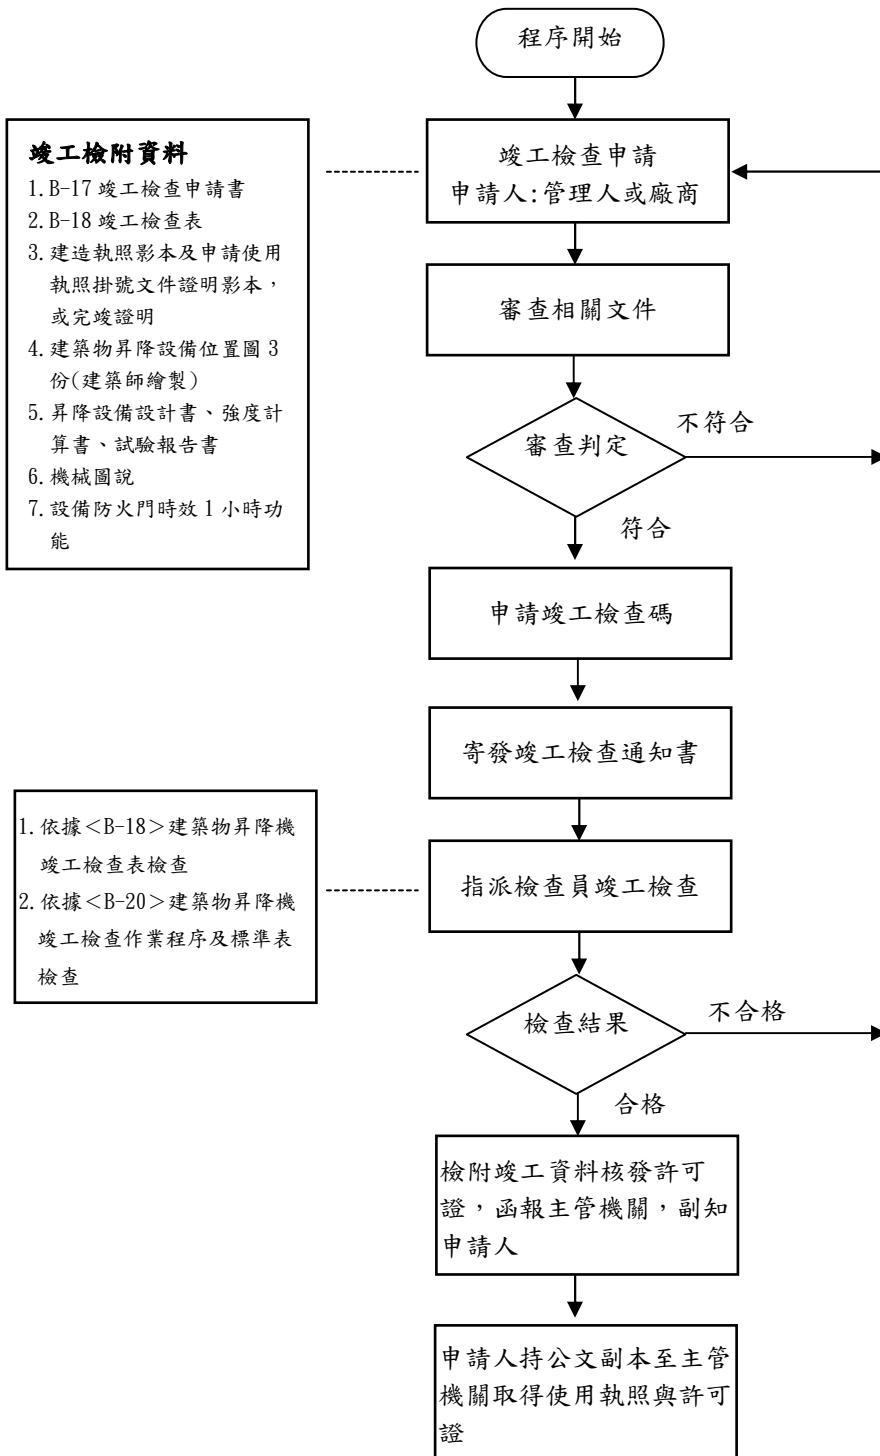 程序開始
竣工檢附資料
1.B-17 竣工檢查申請書
2.B-18 竣工檢查表
3.建造執照影本及申請使用
執照掛號文件證明影本，
或完竣證明
4.建築物昇降設備位置圖 3
份(建築師繪製)
5.昇降設備設計書、強度計
算書、試驗報告書
6.機械圖說
7.設備防火門時效 1 小時功
能
竣工檢查申請
申請人:管理人或廠商
審查相關文件
審查判定
不符合
符合
申請竣工檢查碼
寄發竣工檢查通知書
1.依據＜B-18＞建築物昇降機
竣工檢查表檢查
2.依據＜B-20＞建築物昇降機
竣工檢查作業程序及標準表
檢查
指派檢查員竣工檢查
檢查結果
不合格
合格
檢附竣工資料核發許可
證，函報主管機關，副知
申請人
申請人持公文副本至主管
機關取得使用執照與許可
證